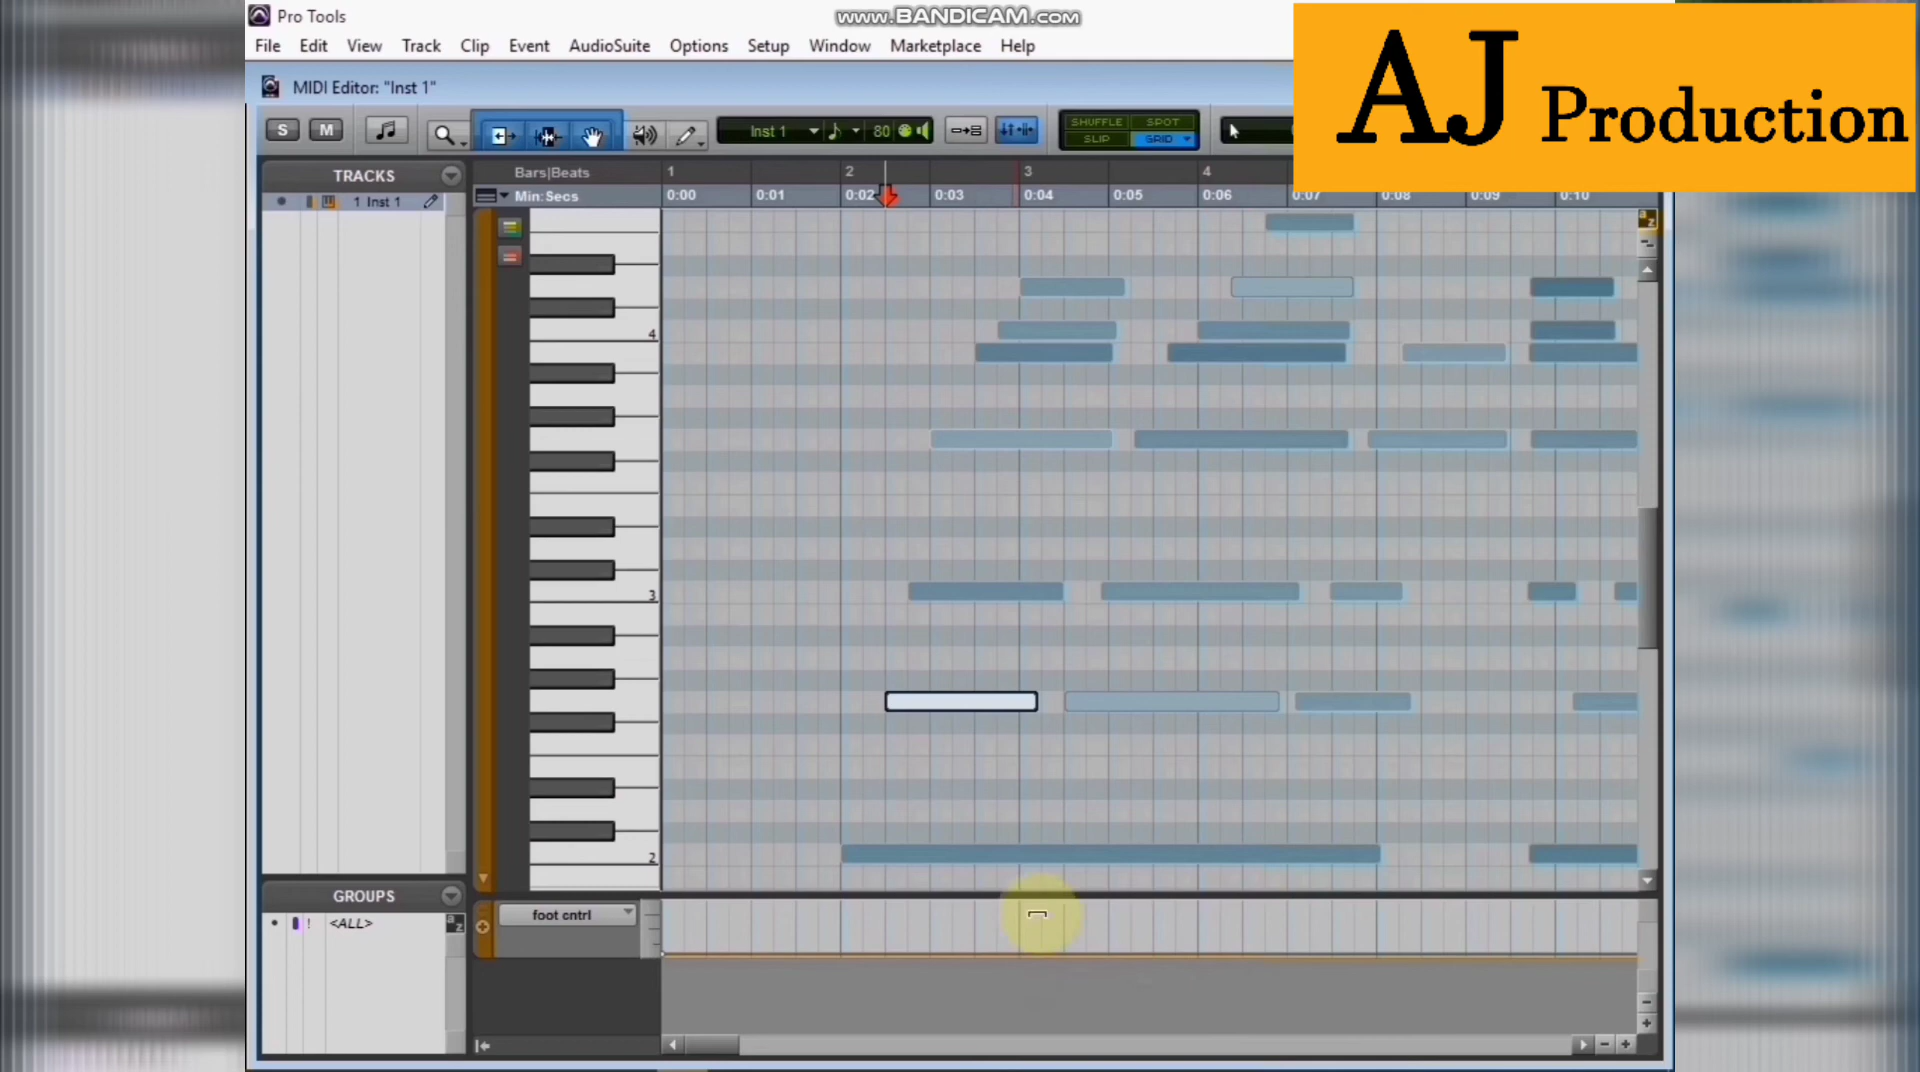 Pro Tools
WWW.BANDICAM.COM
File Edit View Track Clip Event AudioSuite Options Setup Window Marketplace Help
AJ Production
MIDI Editor: "Inst 1"
S M
Inst 1 80
SHUFFLE SPOT
SLIP GRID
TRACKS
Bars|Beats 1 2 3 4
Min:Secs 0:00 0:01 0:02 0:03 0:04 0:05 0:06 0:07 0:08 0:09 0:10
1 Inst 1
a z
4
3
2
GROUPS
foot cntrl
! <ALL>
a z